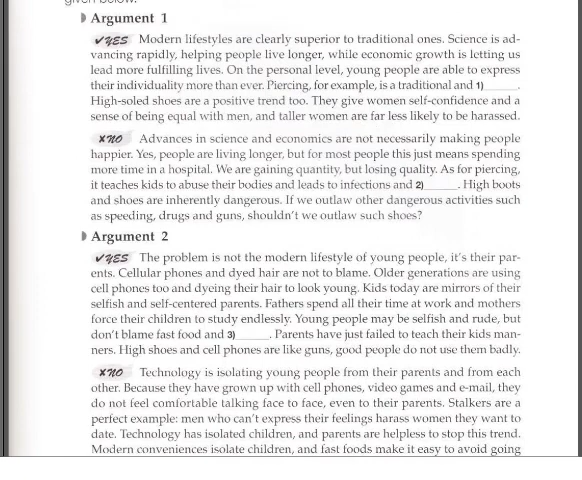 Argument 1
✓YES Modern lifestyles are clearly superior to traditional ones. Science is ad-
vancing rapidly, helping people live longer, while economic growth is letting us
lead more fulfilling lives. On the personal level, young people are able to express
their individuality more than ever. Piercing, for example, is a traditional and 1)______.
High-soled shoes are a positive trend too. They give women self-confidence and a
sense of being equal with men, and taller women are far less likely to be harassed.
×NO Advances in science and economics are not necessarily making people
happier. Yes, people are living longer, but for most people this just means spending
more time in a hospital. We are gaining quantity, but losing quality. As for piercing,
it teaches kids to abuse their bodies and leads to infections and 2)______. High boots
and shoes are inherently dangerous. If we outlaw other dangerous activities such
as speeding, drugs and guns, shouldn't we outlaw such shoes?
Argument 2
✓YES The problem is not the modern lifestyle of young people, it's their par-
ents. Cellular phones and dyed hair are not to blame. Older generations are using
cell phones too and dyeing their hair to look young. Kids today are mirrors of their
selfish and self-centered parents. Fathers spend all their time at work and mothers
force their children to study endlessly. Young people may be selfish and rude, but
don't blame fast food and 3)______. Parents have just failed to teach their kids man-
ners. High shoes and cell phones are like guns, good people do not use them badly.
×NO Technology is isolating young people from their parents and from each
other. Because they have grown up with cell phones, video games and e-mail, they
do not feel comfortable talking face to face, even to their parents. Stalkers are a
perfect example: men who can't express their feelings harass women they want to
date. Technology has isolated children, and parents are helpless to stop this trend.
Modern conveniences isolate children, and fast foods make it easy to avoid going